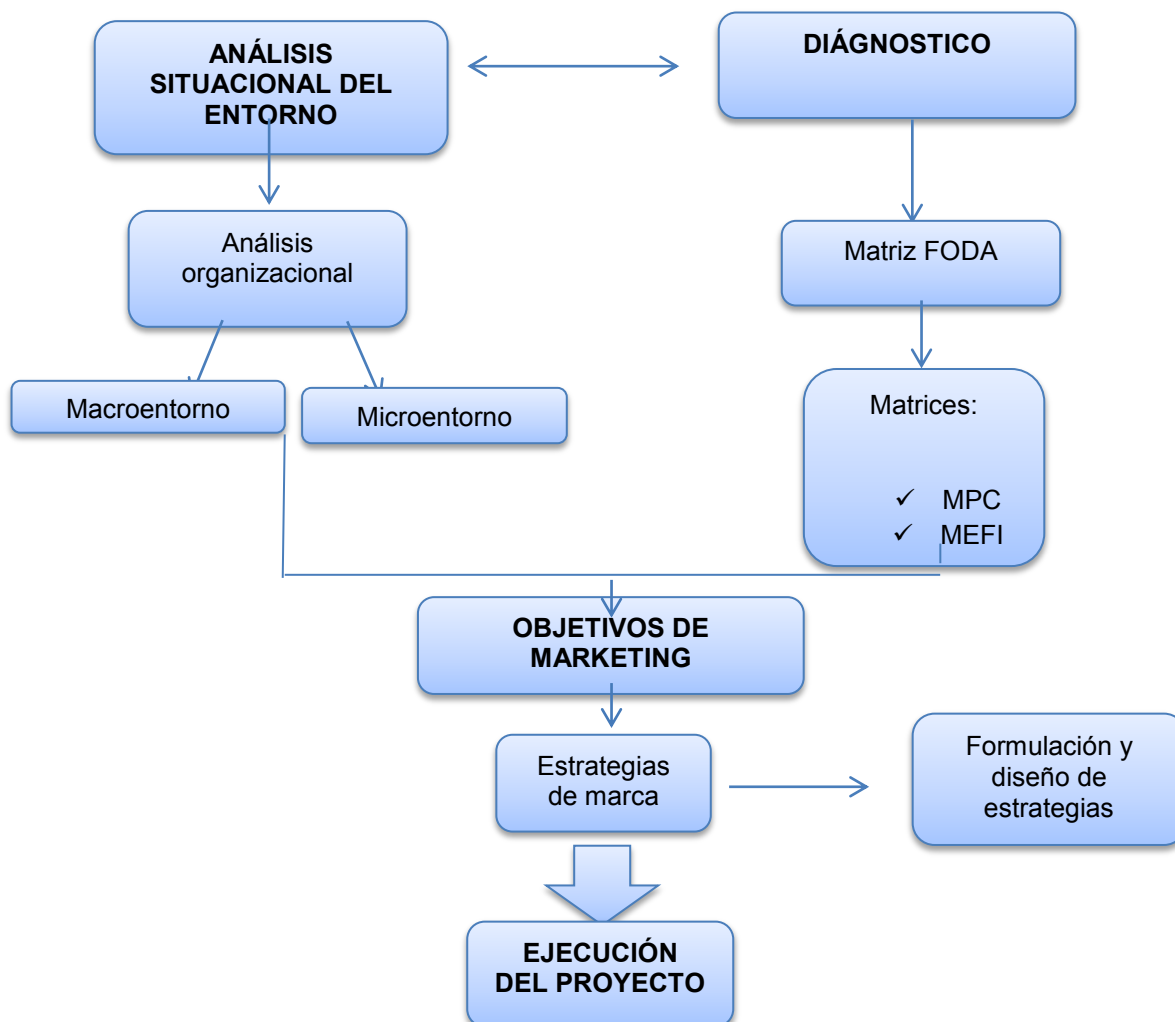 ANÁLISIS
SITUACIONAL DEL
ENTORNO
DIÁGNOSTICO
Análisis
organizacional
Matriz FODA
Macroentorno
Microentorno
Matrices:
✓ MPC
✓ MEFI
OBJETIVOS DE
MARKETING
Estrategias
de marca
Formulación y
diseño de
estrategias
EJECUCIÓN
DEL PROYECTO